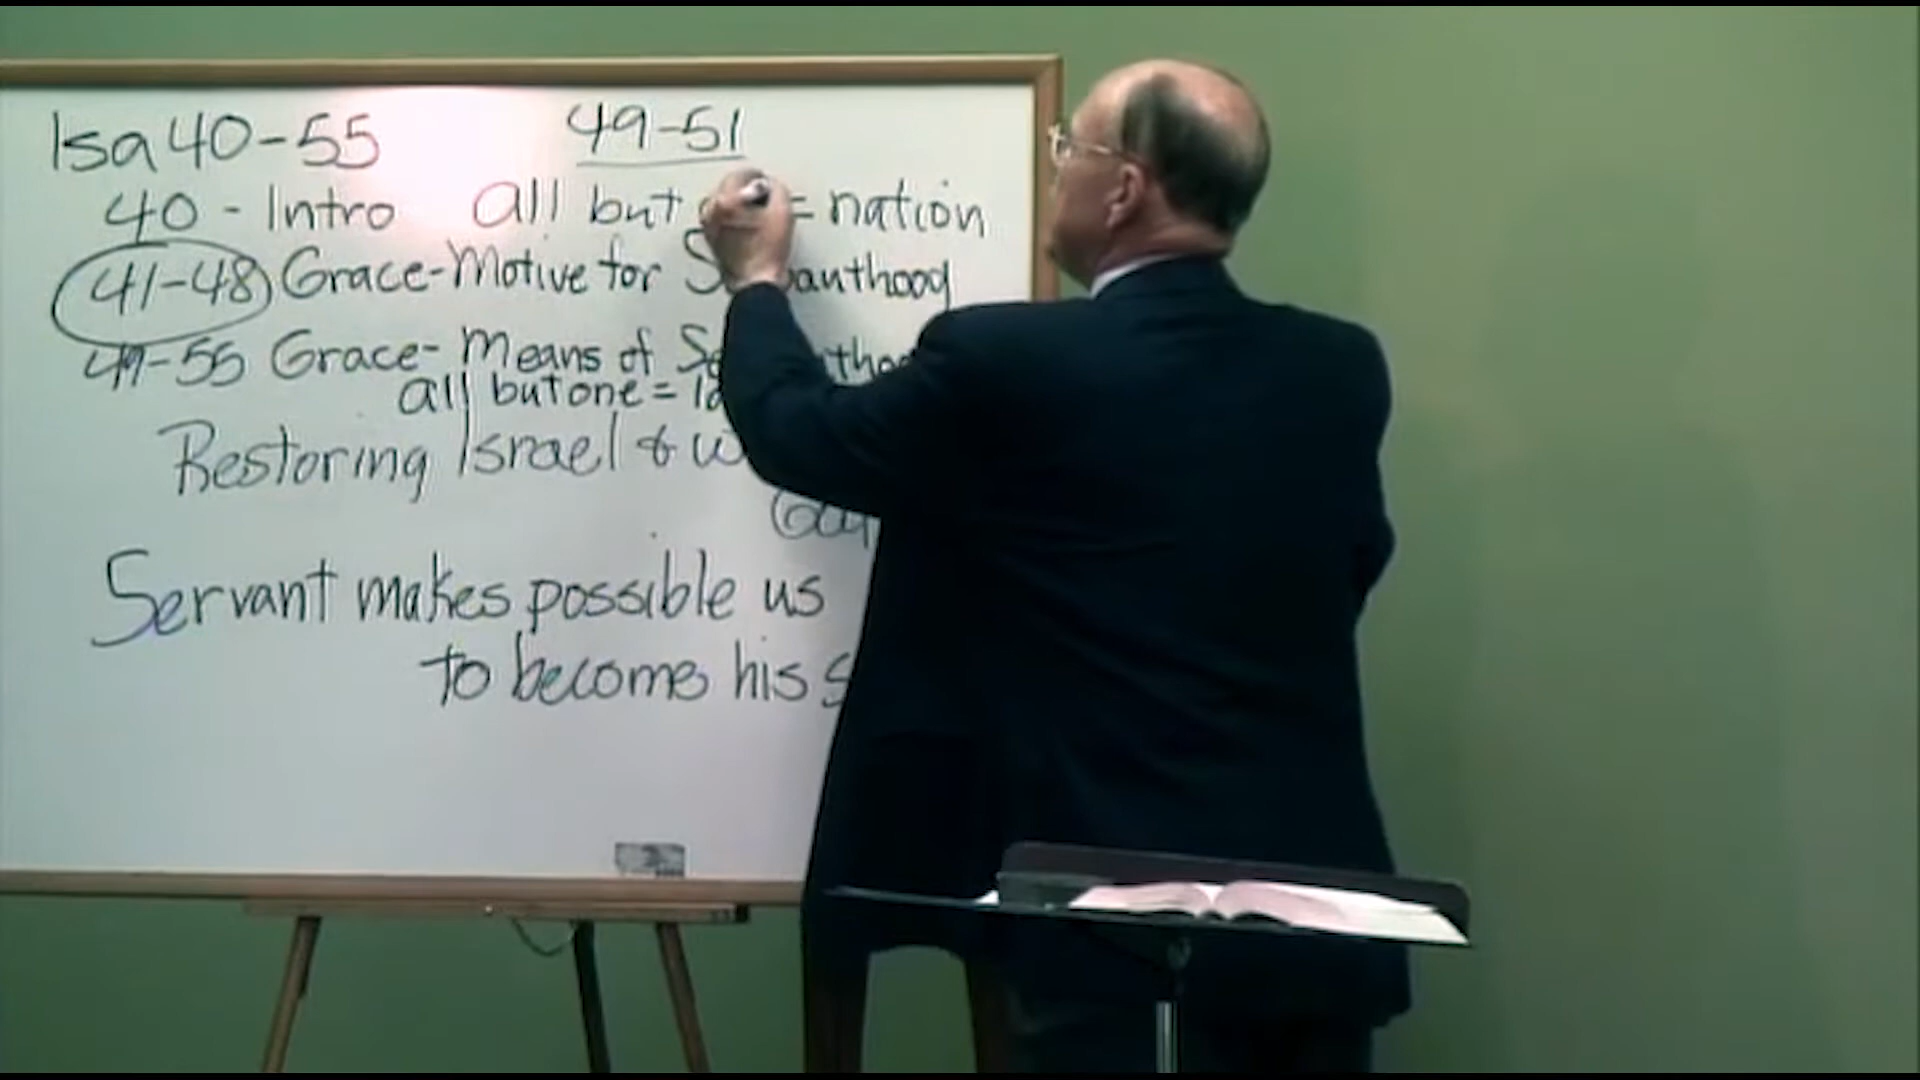 Isa 40-55
49-51
40 - Intro all but = nation
41-48 Grace-Motive for
49-55 Grace- Means of
all but one =
Restoring Israel &
Servant makes possible us
to become his